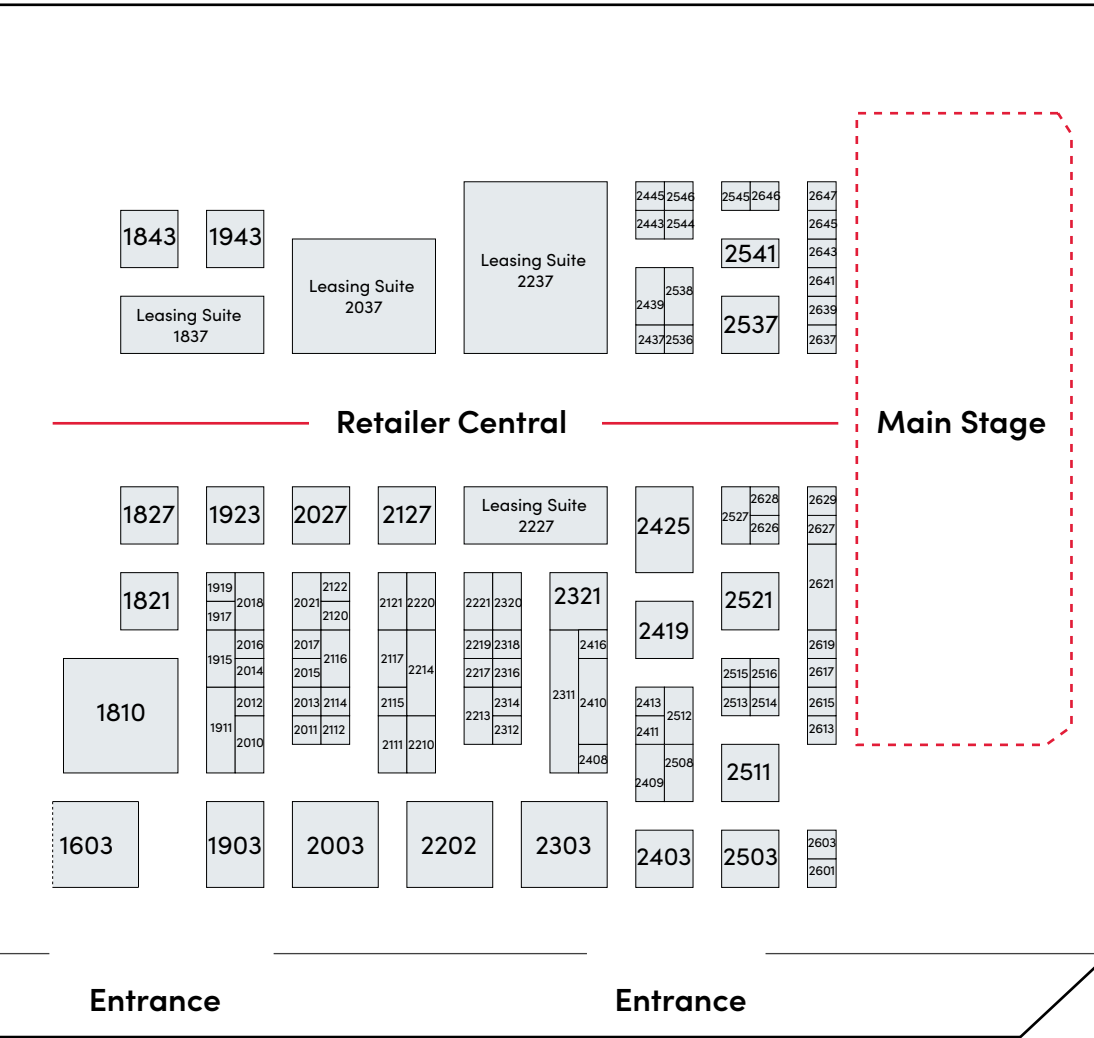 2445 2546 2545 2646 2647
2443 2544 2645
1843 1943 2541 2643
Leasing Suite
2237
Leasing Suite
2037
2641
2439 2538 2537 2639
Leasing Suite
1837
2437 2536 2637
Retailer Central
Main Stage
1827 1923 2027 2127
Leasing Suite
2227
2425 2527 2628 2629
2626 2627
1821 1919 2018 2021 2122 2121 2220 2221 2320 2321 2521 2621
1917 2120
2419
1915 2016 2017 2116 2117 2214 2219 2318 2311 2416 2619
2014 2015 2217 2316 2515 2516 2617
1810 1911 2012 2013 2114 2115 2213 2314 2410 2413 2512 2513 2514 2615
2010 2011 2112 2111 2210 2312 2411 2613
2408 2409 2508 2511
1603 1903 2003 2202 2303 2403 2503 2603
2601
Entrance Entrance